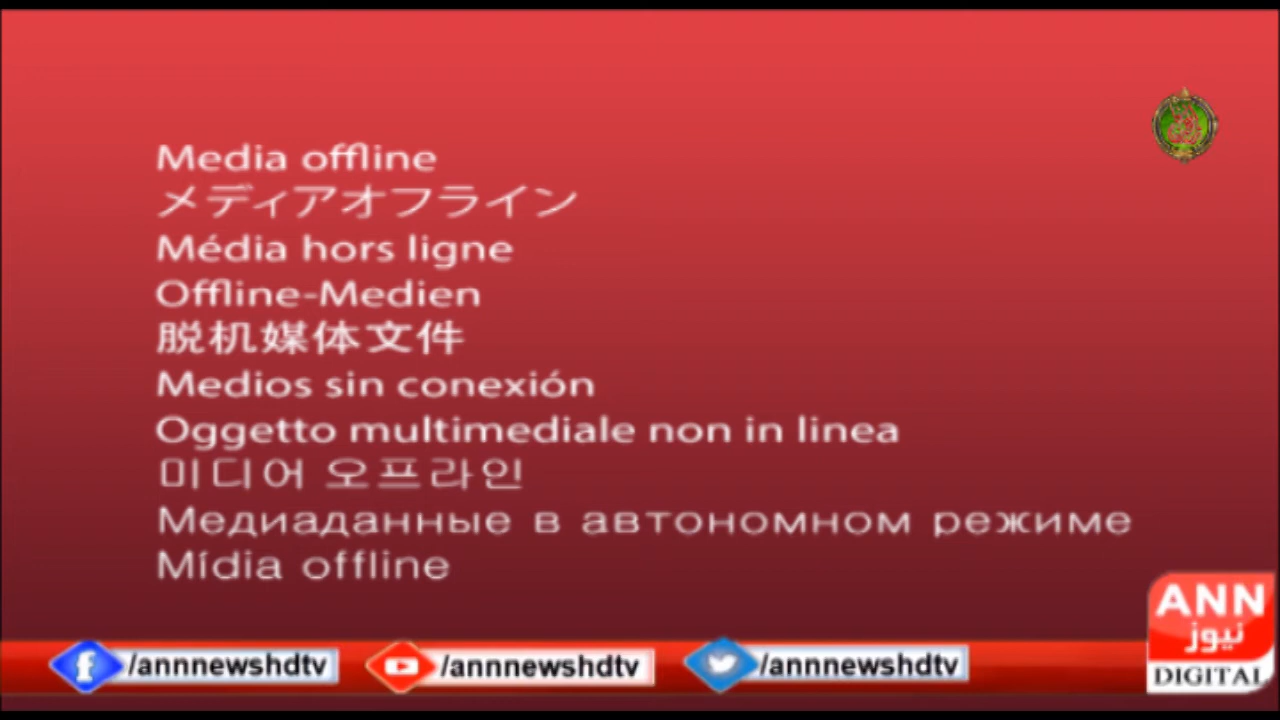 Media offline
メディアオフライン
Média hors ligne
Offline-Medien
脱机媒体文件
Medios sin conexión
Oggetto multimediale non in linea
미디어 오프라인
Медиаданные в автономном режиме
Mídia offline
/annnewshdtv
/annnewshdtv
/annnewshdtv
ANN
نیوز
DIGITAL